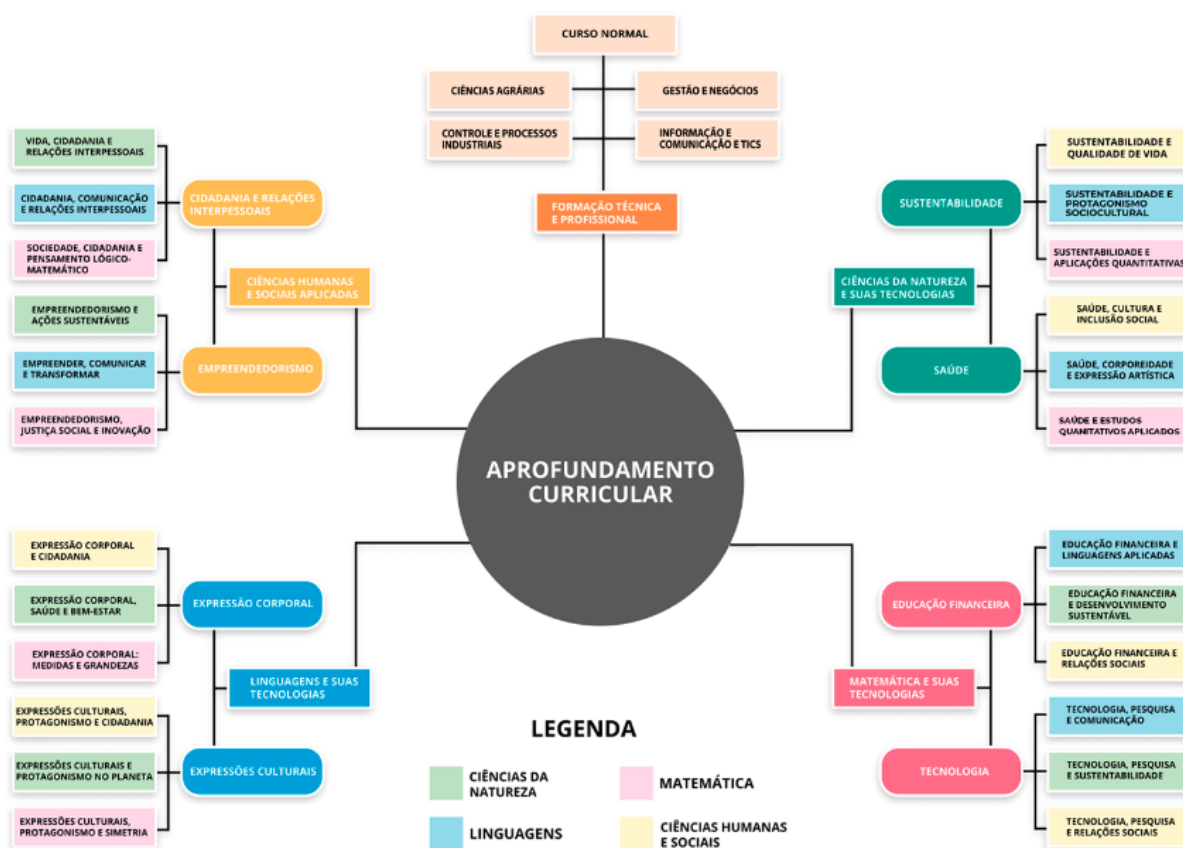 CURSO NORMAL
CIÊNCIAS AGRÁRIAS
GESTÃO E NEGÓCIOS
CONTROLE E PROCESSOS
INDUSTRIAIS
INFORMAÇÃO E
COMUNICAÇÃO E TICS
FORMAÇÃO TÉCNICA
E PROFISSIONAL
VIDA, CIDADANIA E
RELAÇÕES INTERPESSOAIS
CIDADANIA, COMUNICAÇÃO
E RELAÇÕES INTERPESSOAIS
SOCIEDADE, CIDADANIA E
PENSAMENTO LÓGICO-
MATEMÁTICO
CIDADANIA E RELAÇÕES
INTERPESSOAIS
CIÊNCIAS HUMANAS
E SOCIAIS APLICADAS
EMPREENDEDORISMO E
AÇÕES SUSTENTÁVEIS
EMPREENDER, COMUNICAR
E TRANSFORMAR
EMPREENDEDORISMO,
JUSTIÇA SOCIAL E INOVAÇÃO
EMPREENDEDORISMO
SUSTENTABILIDADE
SUSTENTABILIDADE E
QUALIDADE DE VIDA
SUSTENTABILIDADE E
PROTAGONISMO
SOCIOCULTURAL
SUSTENTABILIDADE E
APLICAÇÕES QUANTITATIVAS
CIÊNCIAS DA NATUREZA
E SUAS TECNOLOGIAS
SAÚDE
SAÚDE, CULTURA E
INCLUSÃO SOCIAL
SAÚDE, CORPOREIDADE
E EXPRESSÃO ARTÍSTICA
SAÚDE E ESTUDOS
QUANITATIVOS APLICADOS
APROFUNDAMENTO
CURRICULAR
EXPRESSÃO CORPORAL
E CIDADANIA
EXPRESSÃO CORPORAL,
SAÚDE E BEM-ESTAR
EXPRESSÃO CORPORAL:
MEDIDAS E GRANDEZAS
EXPRESSÃO CORPORAL
LINGUAGENS E SUAS
TECNOLOGIAS
EXPRESSÕES CULTURAIS,
PROTAGONISMO E CIDADANIA
EXPRESSÕES CULTURAIS E
PROTAGONISMO NO PLANETA
EXPRESSÕES CULTURAIS,
PROTAGONISMO E SIMETRIA
EXPRESSÕES CULTURAIS
EDUCAÇÃO FINANCEIRA
EDUCAÇÃO FINANCEIRA E
LINGUAGENS APLICADAS
EDUCAÇÃO FINANCEIRA
E DESENVOLVIMENTO
SUSTENTÁVEL
EDUCAÇÃO FINANCEIRA E
RELAÇÕES SOCIAIS
MATEMÁTICA E SUAS
TECNOLOGIAS
TECNOLOGIA
TECNOLOGIA, PESQUISA
E COMUNICAÇÃO
TECNOLOGIA, PESQUISA
E SUSTENTABILIDADE
TECNOLOGIA, PESQUISA
E RELAÇÕES SOCIAIS
LEGENDA
CIÊNCIAS DA
NATUREZA
MATEMÁTICA
LINGUAGENS
CIÊNCIAS HUMANAS
E SOCIAIS